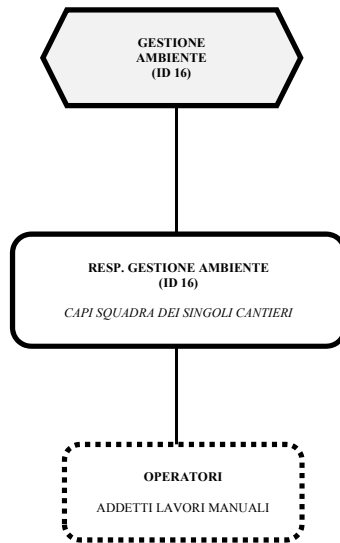 GESTIONE
AMBIENTE
(ID 16)
RESP. GESTIONE AMBIENTE
(ID 16)
CAPI SQUADRA DEI SINGOLI CANTIERI
OPERATORI
ADDETTI LAVORI MANUALI